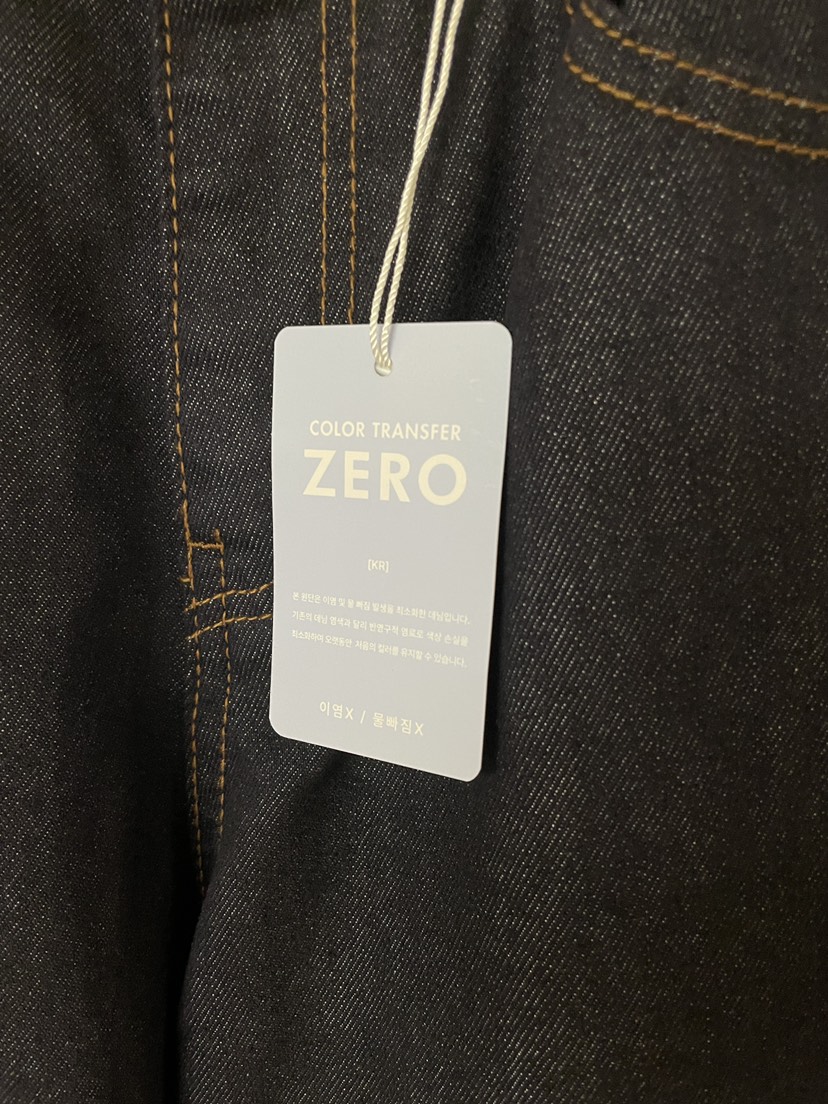 COLOR TRANSFER
ZERO
[KR]
본 원단은 이염 및 물 빠짐 발생을 최소화한 데님입니다.
기존의 데님 염색과 달리 반영구적 염료로 색상 손실을
최소화하여 오랫동안 처음의 컬러를 유지할 수 있습니다.
이염X / 물빠짐X